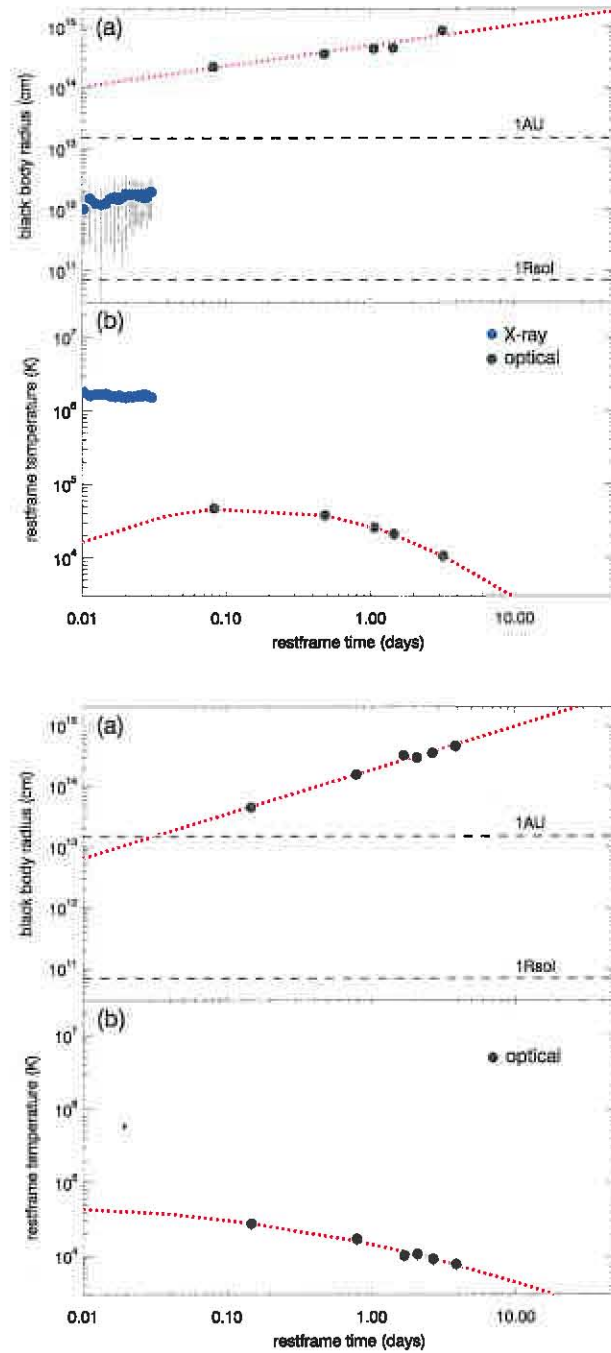 (a)
10¹⁵
10¹⁴
10¹³
10¹²
10¹¹
black body radius (cm)
1AU
1Rsol
(b)
X-ray
optical
10⁷
10⁶
10⁵
10⁴
restframe temperature (K)
0.01 0.10 1.00 10.00
restframe time (days)
(a)
10¹⁵
10¹⁴
10¹³
10¹²
10¹¹
black body radius (cm)
1AU
1Rsol
(b)
optical
10⁷
10⁶
10⁵
10⁴
restframe temperature (K)
0.01 0.10 1.00 10.00
restframe time (days)